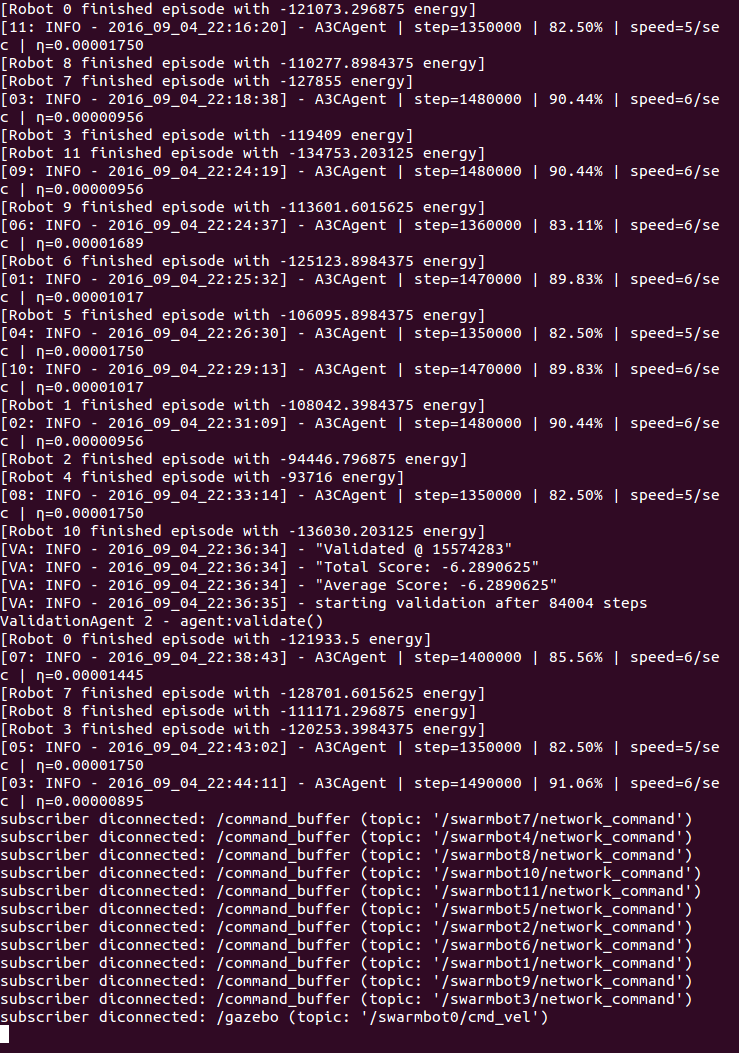 [Robot 0 finished episode with -121073.296875 energy]
[11: INFO - 2016_09_04_22:16:20] - A3CAgent | step=1350000 | 82.50% | speed=5/se
c | η=0.00001750
[Robot 8 finished episode with -110277.8984375 energy]
[Robot 7 finished episode with -127855 energy]
[03: INFO - 2016_09_04_22:18:38] - A3CAgent | step=1480000 | 90.44% | speed=6/se
c | η=0.00000956
[Robot 3 finished episode with -119409 energy]
[Robot 11 finished episode with -134753.203125 energy]
[09: INFO - 2016_09_04_22:24:19] - A3CAgent | step=1480000 | 90.44% | speed=6/se
c | η=0.00000956
[Robot 9 finished episode with -113601.6015625 energy]
[06: INFO - 2016_09_04_22:24:37] - A3CAgent | step=1360000 | 83.11% | speed=6/se
c | η=0.00001689
[Robot 6 finished episode with -125123.8984375 energy]
[01: INFO - 2016_09_04_22:25:32] - A3CAgent | step=1470000 | 89.83% | speed=6/se
c | η=0.00001017
[Robot 5 finished episode with -106095.8984375 energy]
[04: INFO - 2016_09_04_22:26:30] - A3CAgent | step=1350000 | 82.50% | speed=5/se
c | η=0.00001750
[10: INFO - 2016_09_04_22:29:13] - A3CAgent | step=1470000 | 89.83% | speed=6/se
c | η=0.00001017
[Robot 1 finished episode with -108042.3984375 energy]
[02: INFO - 2016_09_04_22:31:09] - A3CAgent | step=1480000 | 90.44% | speed=6/se
c | η=0.00000956
[Robot 2 finished episode with -94446.796875 energy]
[Robot 4 finished episode with -93716 energy]
[08: INFO - 2016_09_04_22:33:14] - A3CAgent | step=1350000 | 82.50% | speed=5/se
c | η=0.00001750
[Robot 10 finished episode with -136030.203125 energy]
[VA: INFO - 2016_09_04_22:36:34] - "Validated @ 15574283"
[VA: INFO - 2016_09_04_22:36:34] - "Total Score: -6.2890625"
[VA: INFO - 2016_09_04_22:36:34] - "Average Score: -6.2890625"
[VA: INFO - 2016_09_04_22:36:35] - starting validation after 84004 steps
ValidationAgent 2 - agent:validate()
[Robot 0 finished episode with -121933.5 energy]
[07: INFO - 2016_09_04_22:38:43] - A3CAgent | step=1400000 | 85.56% | speed=6/se
c | η=0.00001445
[Robot 7 finished episode with -128701.6015625 energy]
[Robot 8 finished episode with -111171.296875 energy]
[Robot 3 finished episode with -120253.3984375 energy]
[05: INFO - 2016_09_04_22:43:02] - A3CAgent | step=1350000 | 82.50% | speed=5/se
c | η=0.00001750
[03: INFO - 2016_09_04_22:44:11] - A3CAgent | step=1490000 | 91.06% | speed=6/se
c | η=0.00000895
subscriber diconnected: /command_buffer (topic: '/swarmbot7/network_command')
subscriber diconnected: /command_buffer (topic: '/swarmbot4/network_command')
subscriber diconnected: /command_buffer (topic: '/swarmbot8/network_command')
subscriber diconnected: /command_buffer (topic: '/swarmbot10/network_command')
subscriber diconnected: /command_buffer (topic: '/swarmbot11/network_command')
subscriber diconnected: /command_buffer (topic: '/swarmbot5/network_command')
subscriber diconnected: /command_buffer (topic: '/swarmbot2/network_command')
subscriber diconnected: /command_buffer (topic: '/swarmbot6/network_command')
subscriber diconnected: /command_buffer (topic: '/swarmbot1/network_command')
subscriber diconnected: /command_buffer (topic: '/swarmbot9/network_command')
subscriber diconnected: /command_buffer (topic: '/swarmbot3/network_command')
subscriber diconnected: /gazebo (topic: '/swarmbot0/cmd_vel')